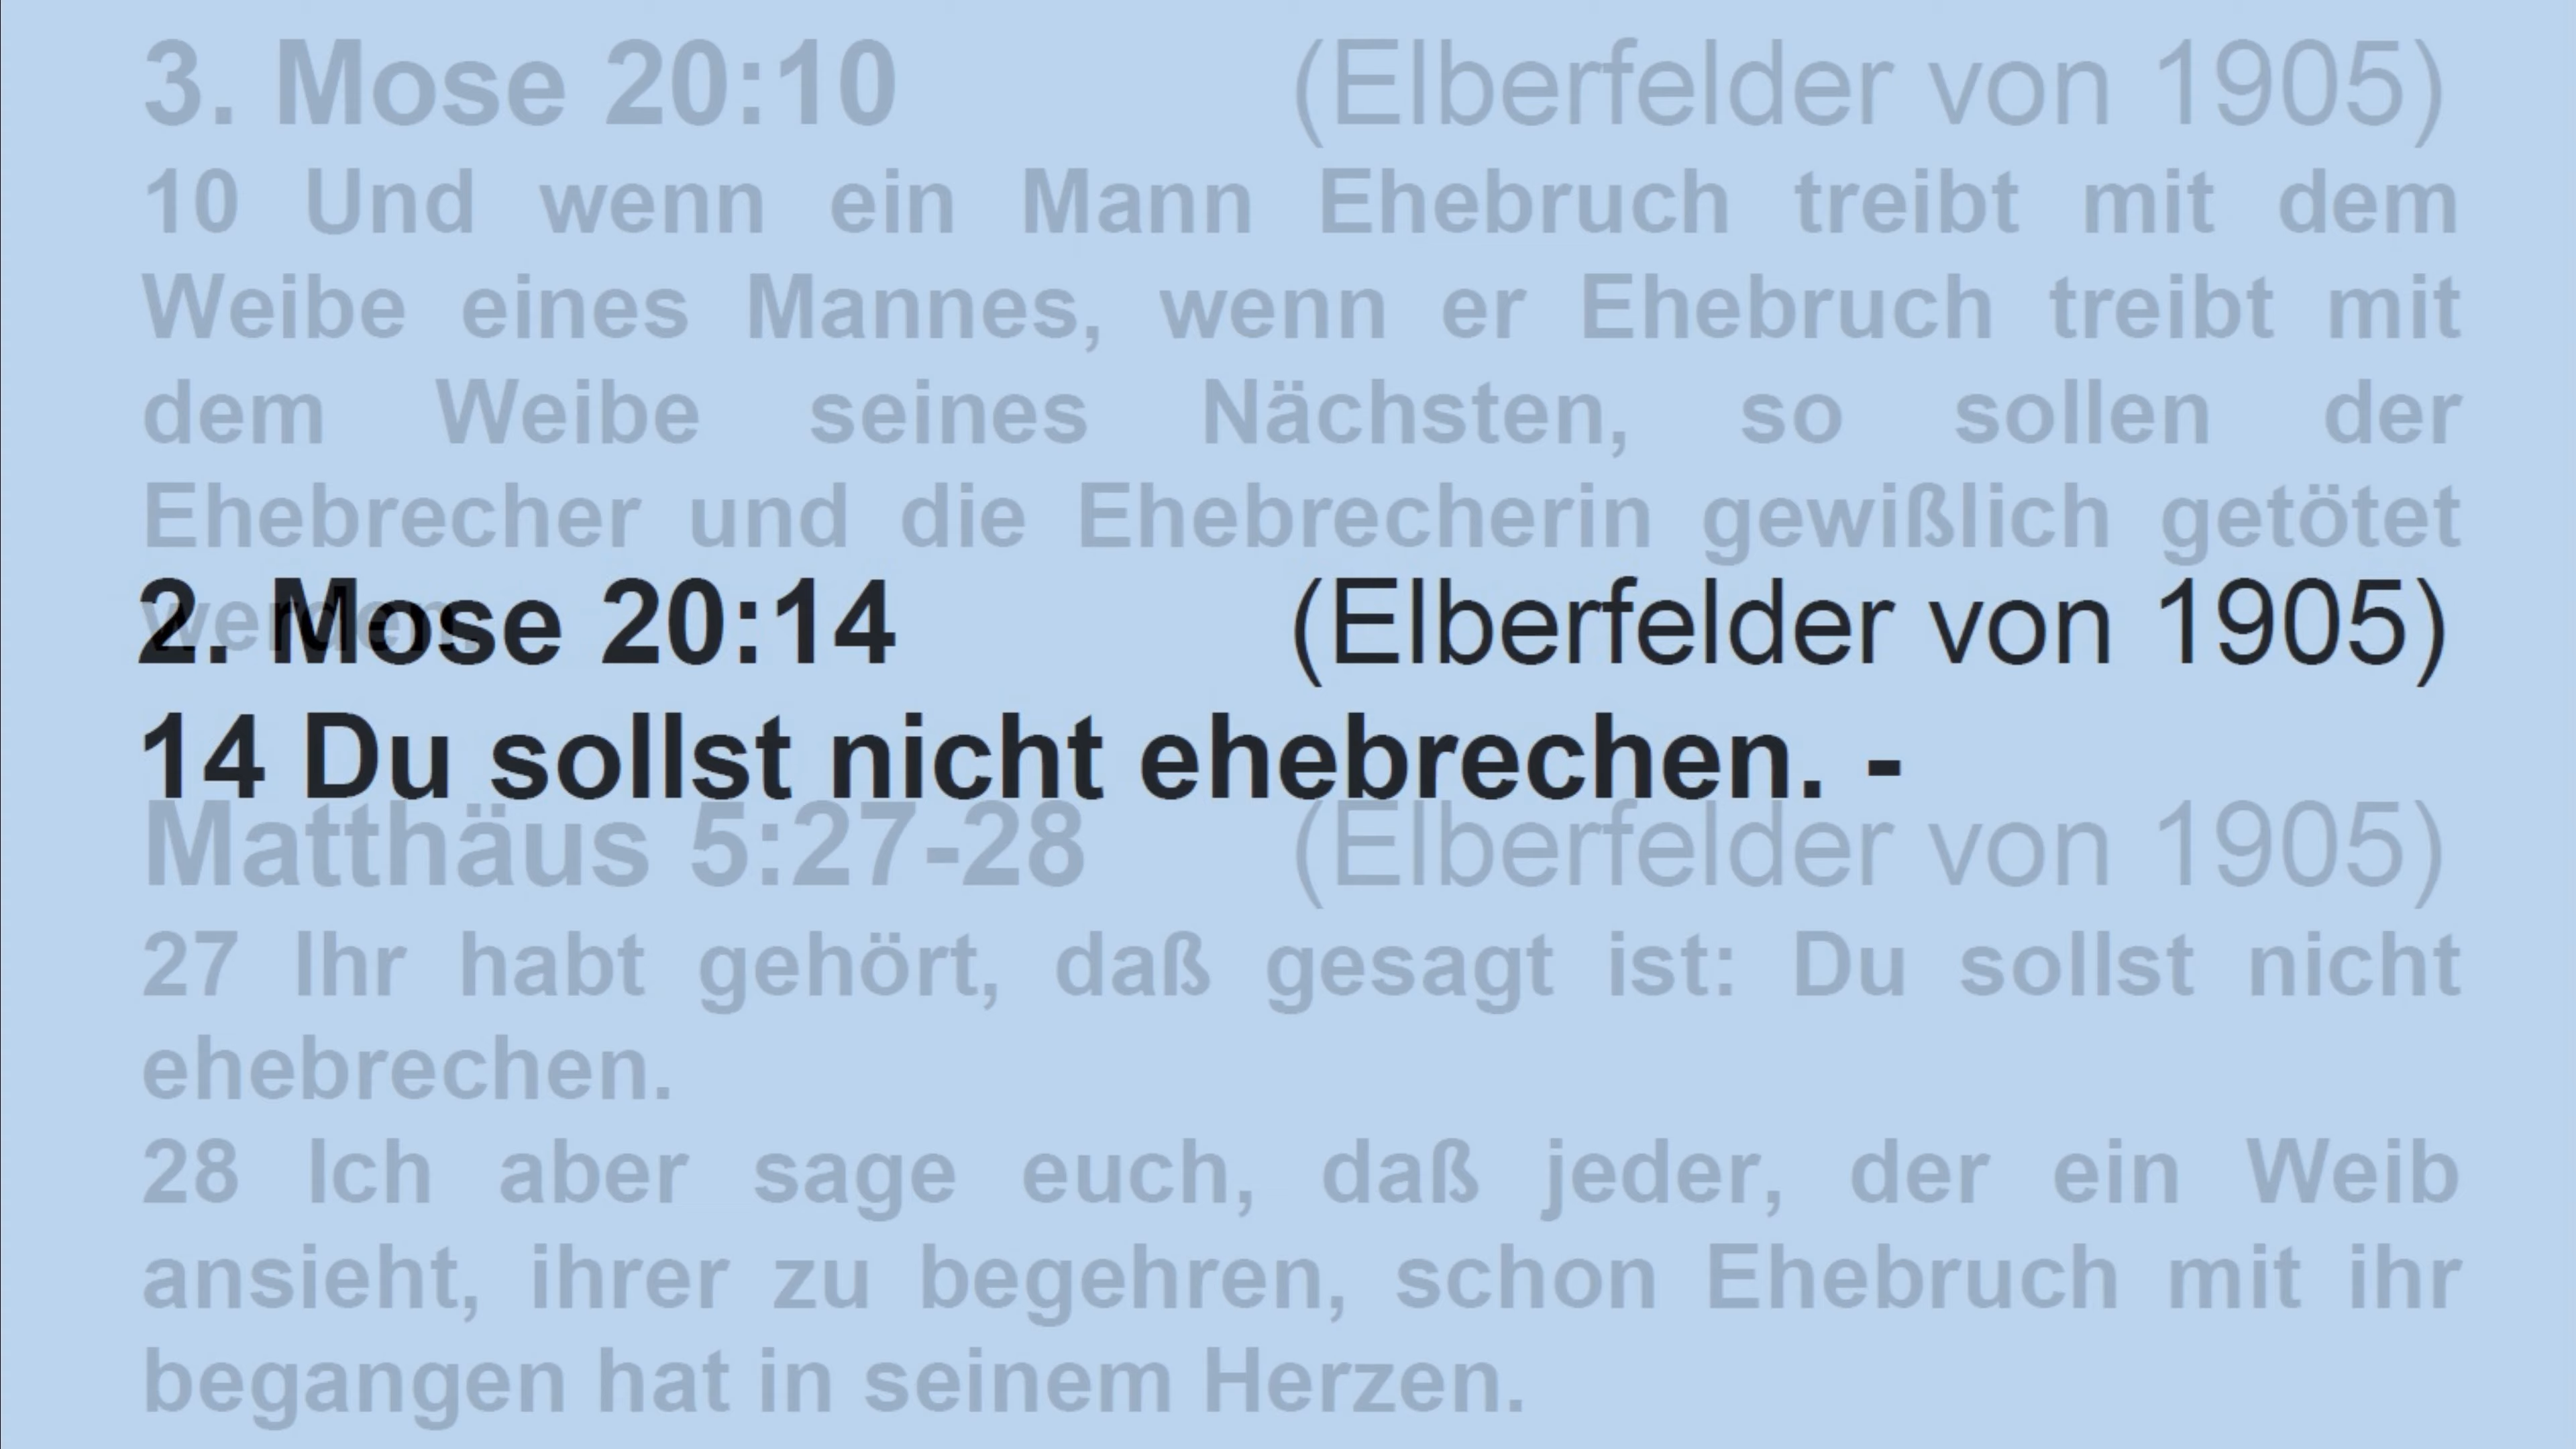 3. Mose 20:10 (Elberfelder von 1905)
10 Und wenn ein Mann Ehebruch treibt mit dem
Weibe eines Mannes, wenn er Ehebruch treibt mit
dem Weibe seines Nächsten, so sollen der
Ehebrecher und die Ehebrecherin gewißlich getötet
werden.
2. Mose 20:14 (Elberfelder von 1905)
14 Du sollst nicht ehebrechen. -
Matthäus 5:27-28 (Elberfelder von 1905)
27 Ihr habt gehört, daß gesagt ist: Du sollst nicht
ehebrechen.
28 Ich aber sage euch, daß jeder, der ein Weib
ansieht, ihrer zu begehren, schon Ehebruch mit ihr
begangen hat in seinem Herzen.